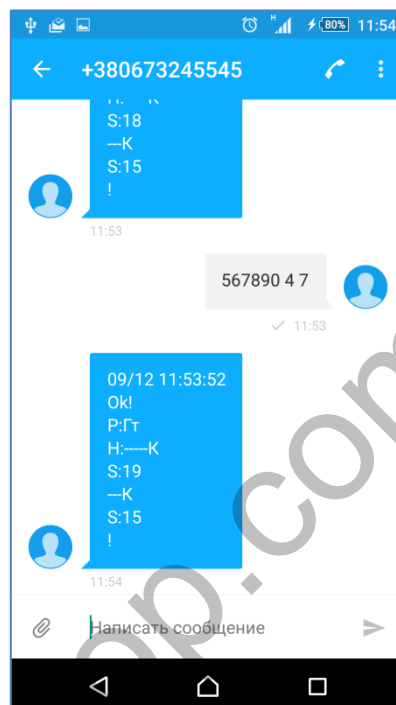 H 80% 11:54
+380673245545
S:18
---К
S:15
!
11:53
567890 4 7
11:53
09/12 11:53:52
Ok!
Р:Гт
Н:-----К
S:19
---К
S:15
!
11:54
Написать сообщение